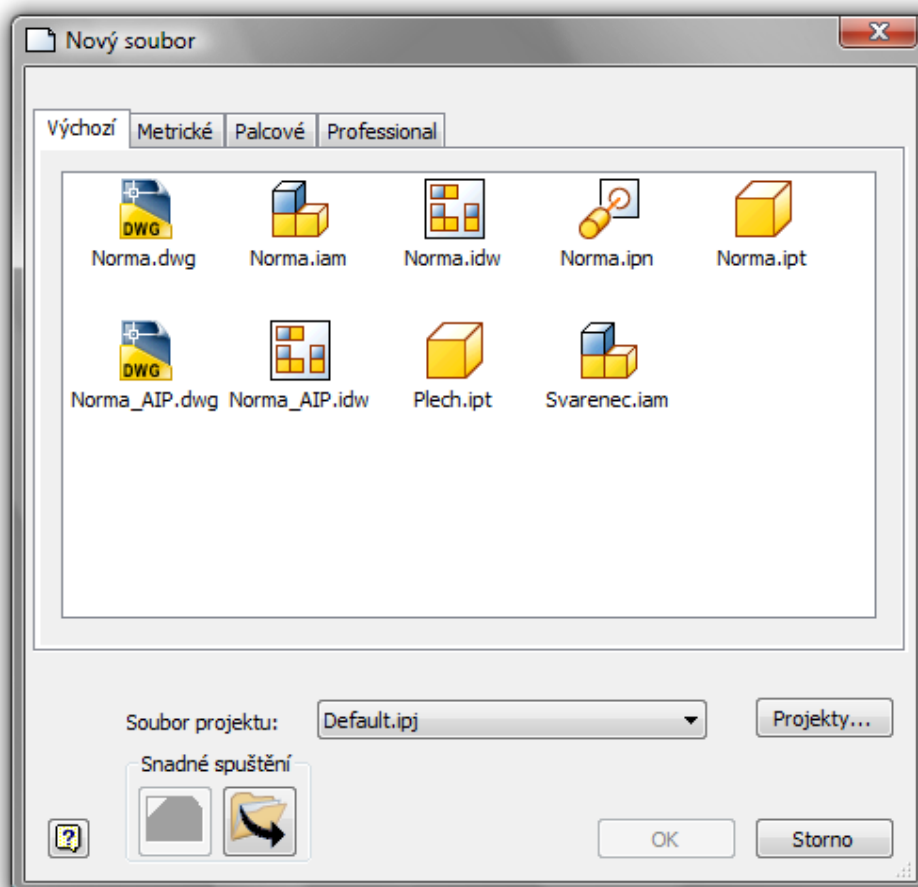 Nový soubor
Výchozí Metrické Palcové Professional
DWG
Norma.dwg Norma.iam Norma.idw Norma.ipn Norma.ipt
DWG
Norma_AIP.dwg Norma_AIP.idw Plech.ipt Svarenec.iam
Soubor projektu: Default.ipj Projekty...
Snadné spuštění
? OK Storno